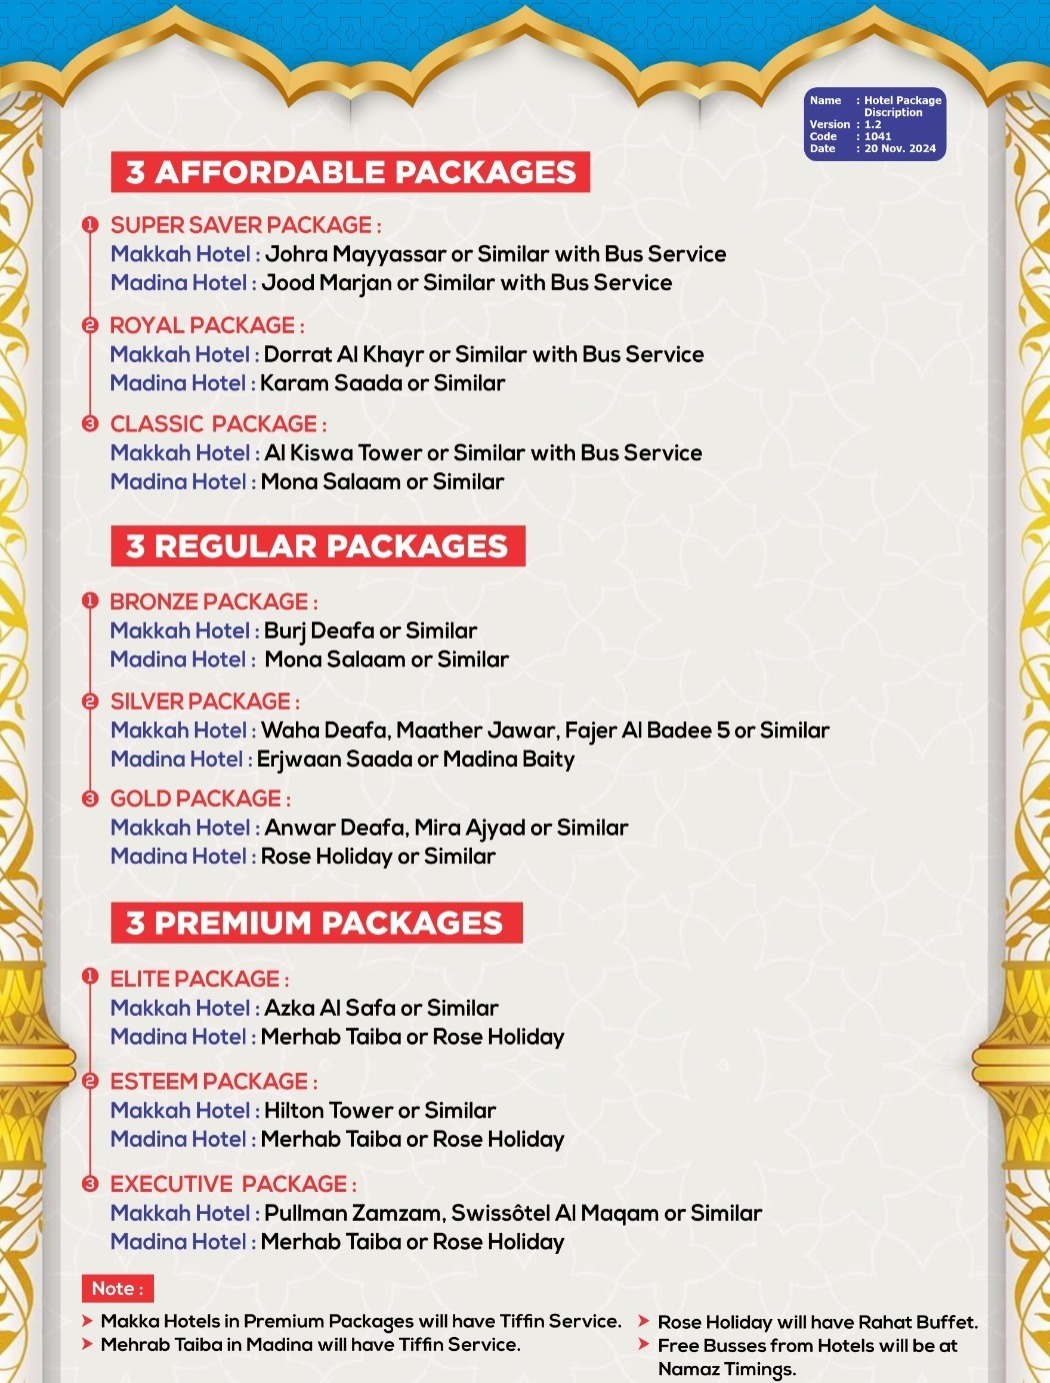 Name : Hotel Package
Discription
Version : 1.2
Code : 1041
Date : 20 Nov. 2024
3 AFFORDABLE PACKAGES
1 SUPER SAVER PACKAGE :
Makkah Hotel : Johra Mayyassar or Similar with Bus Service
Madina Hotel : Jood Marjan or Similar with Bus Service
2 ROYAL PACKAGE :
Makkah Hotel : Dorrat Al Khayr or Similar with Bus Service
Madina Hotel : Karam Saada or Similar
3 CLASSIC PACKAGE :
Makkah Hotel : Al Kiswa Tower or Similar with Bus Service
Madina Hotel : Mona Salaam or Similar
3 REGULAR PACKAGES
1 BRONZE PACKAGE :
Makkah Hotel : Burj Deafa or Similar
Madina Hotel : Mona Salaam or Similar
2 SILVER PACKAGE :
Makkah Hotel : Waha Deafa, Maather Jawar, Fajer Al Badee 5 or Similar
Madina Hotel : Erjwaan Saada or Madina Baity
3 GOLD PACKAGE :
Makkah Hotel : Anwar Deafa, Mira Ajyad or Similar
Madina Hotel : Rose Holiday or Similar
3 PREMIUM PACKAGES
1 ELITE PACKAGE :
Makkah Hotel : Azka Al Safa or Similar
Madina Hotel : Merhab Taiba or Rose Holiday
2 ESTEEM PACKAGE :
Makkah Hotel : Hilton Tower or Similar
Madina Hotel : Merhab Taiba or Rose Holiday
3 EXECUTIVE PACKAGE :
Makkah Hotel : Pullman Zamzam, Swissôtel Al Maqam or Similar
Madina Hotel : Merhab Taiba or Rose Holiday
Note :
Makka Hotels in Premium Packages will have Tiffin Service.
Mehrab Taiba in Madina will have Tiffin Service.
Rose Holiday will have Rahat Buffet.
Free Busses from Hotels will be at
Namaz Timings.